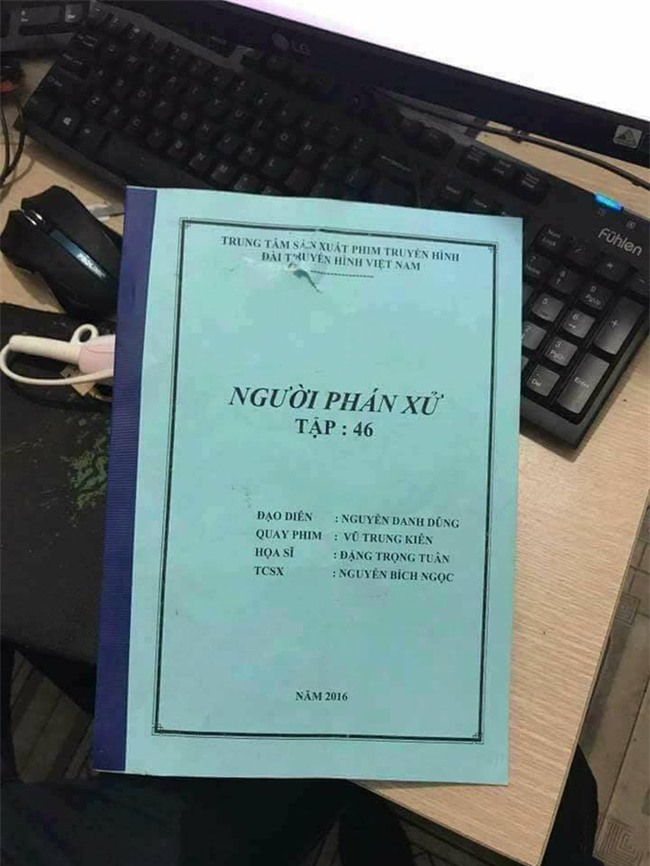 LG
Fühlen
TRUNG TÂM SẢN XUẤT PHIM TRUYỀN HÌNH
ĐÀI TRUYỀN HÌNH VIỆT NAM
NGƯỜI PHÁN XỬ
TẬP : 46
ĐẠO DIỄN : NGUYỄN DANH DŨNG
QUAY PHIM : VŨ TRUNG KIÊN
HỌA SĨ : ĐẶNG TRỌNG TUÂN
TCSX : NGUYỄN BÍCH NGỌC
NĂM 2016